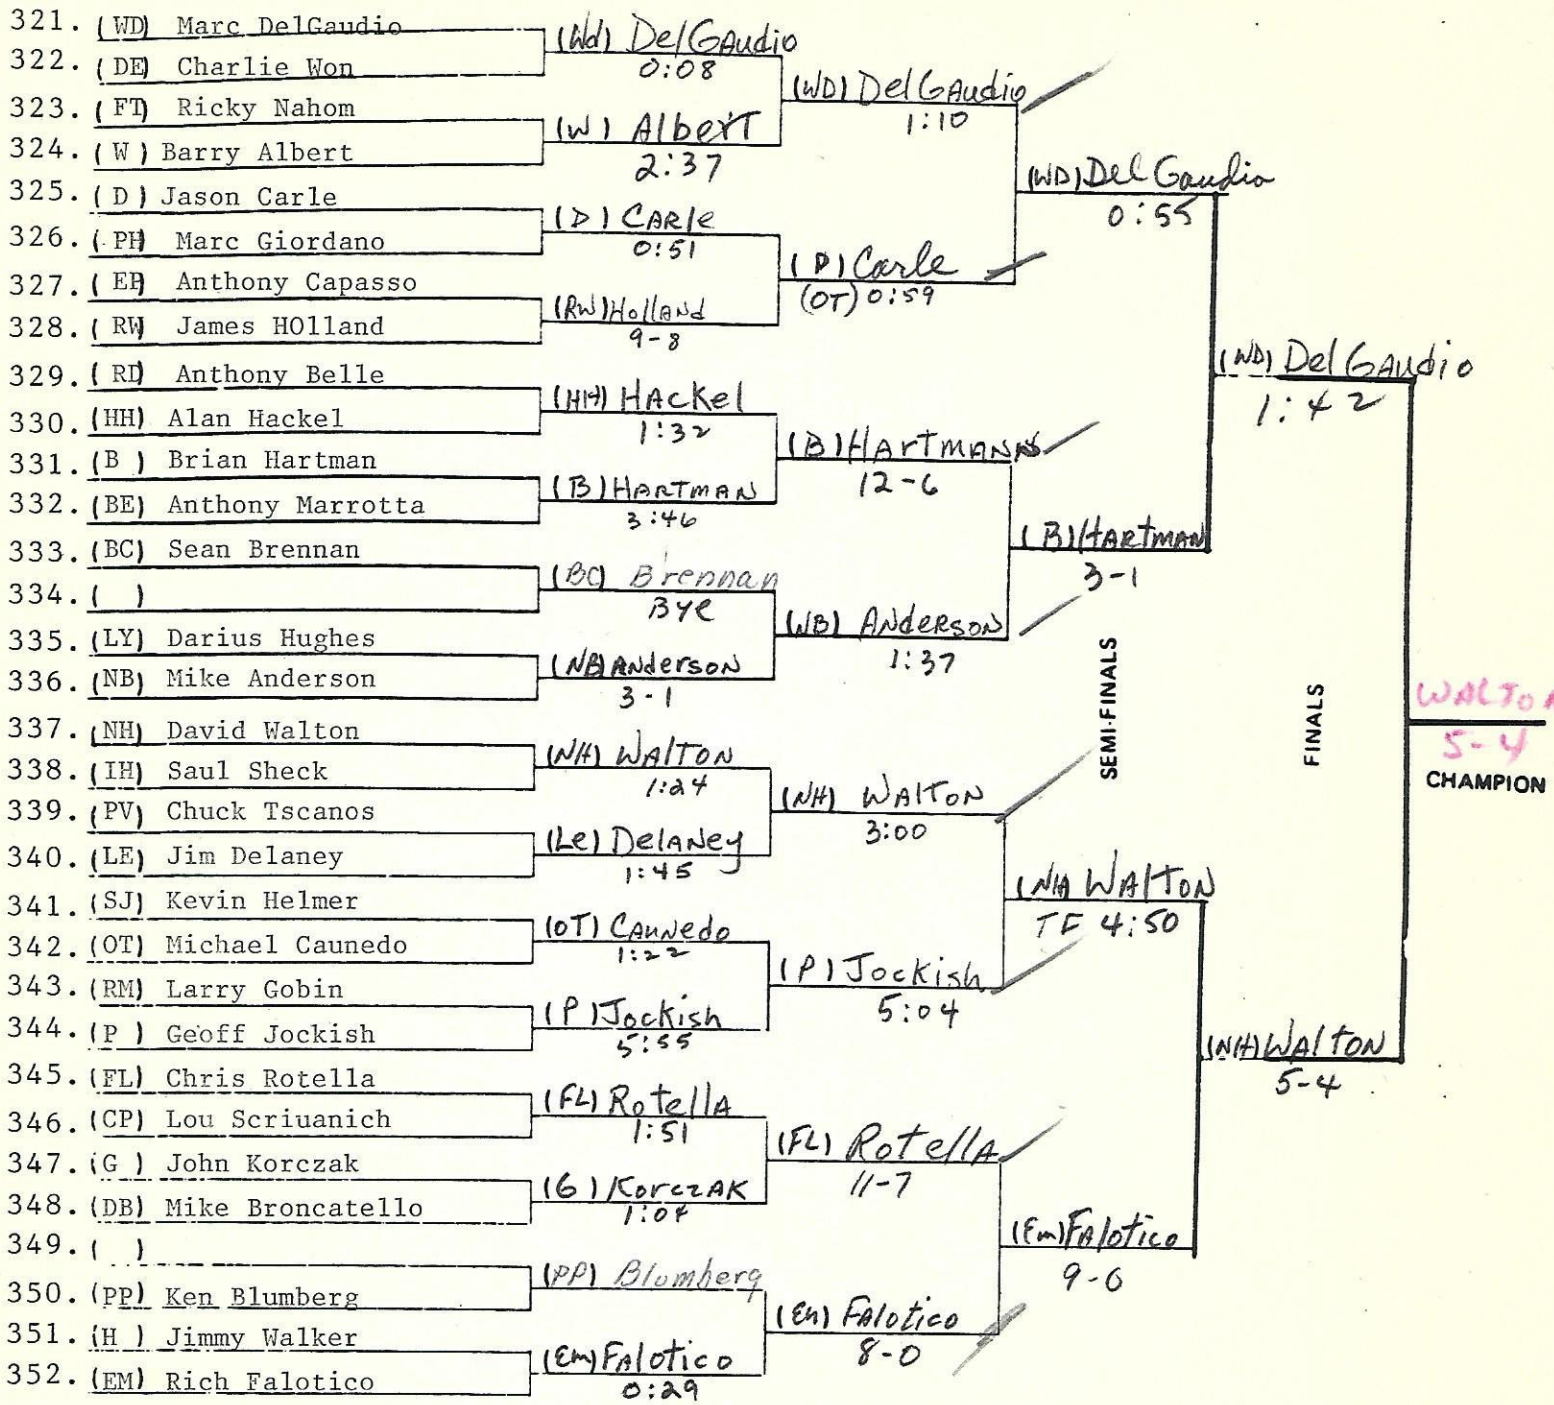 321. (WD) Marc DelGaudio
322. (DE) Charlie Won
323. (FT) Ricky Nahom
324. (W ) Barry Albert
325. (D ) Jason Carle
326. (PH) Marc Giordano
327. (EH) Anthony Capasso
328. (RW) James HOlland
329. (RD) Anthony Belle
330. (HH) Alan Hackel
331. (B ) Brian Hartman
332. (BE) Anthony Marrotta
333. (BC) Sean Brennan
334. ( )
335. (LY) Darius Hughes
336. (NB) Mike Anderson
337. (NH) David Walton
338. (IH) Saul Sheck
339. (PV) Chuck Tscanos
340. (LE) Jim Delaney
341. (SJ) Kevin Helmer
342. (OT) Michael Caunedo
343. (RM) Larry Gobin
344. (P ) Geoff Jockish
345. (FL) Chris Rotella
346. (CP) Lou Scriuanich
347. (G ) John Korczak
348. (DB) Mike Broncatello
349. ( )
350. (PP) Ken Blumberg
351. (H ) Jimmy Walker
352. (EM) Rich Falotico
(Wd) DelGAudio
0:08
(W) Albert
2:37
(D) CARle
0:51
(RW) HollANd
9-8
(HH) HAckel
1:32
(B) HARTMAN
3:46
(BC) Brennan
BYe
(NB) ANdersoN
3-1
(NH) WAlTON
1:24
(Le) DelANey
1:45
(OT) CAuNedo
1:22
(P) Jockish
5:55
(FL) RotellA
1:51
(G) KorczAK
1:04
(PP) Blumberg
(Em) FAlotico
0:29
(WD) DelGAudio
1:10
(D) Carle
(OT) 0:59
(B) HArTMANN
12-6
(WB) ANdeRSON
1:37
(NH) WAlTON
3:00
(P) Jockish
5:04
(FL) RotellA
11-7
(Em) FAlotico
8-0
(WD) Del Gaudio
0:55
(B) HARTMAN
3-1
(NH) WAlTON
TF 4:50
(Em) FAlotico
9-0
SEMI-FINALS
(WD) DelGAudio
1:42
(NH) WAlTON
5-4
FINALS
WALTON
5-4
CHAMPION